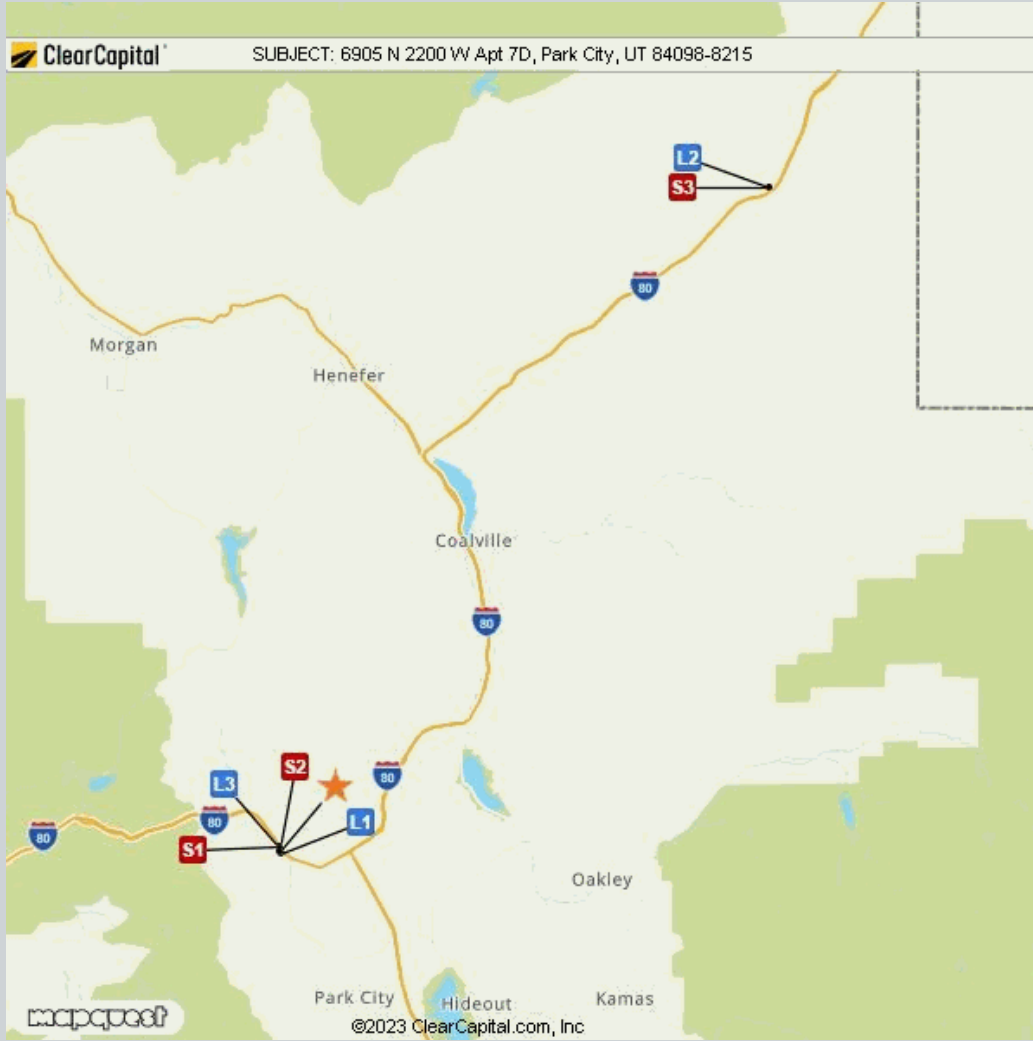 ClearCapital
SUBJECT: 6905 N 2200 W Apt 7D, Park City, UT 84098-8215
L2
S3
80
Morgan
Henefer
Coalville
80
S2
L3
80
L1
80
80
S1
Oakley
Park City
Hideout
Kamas
mapquest
©2023 ClearCapital.com, Inc